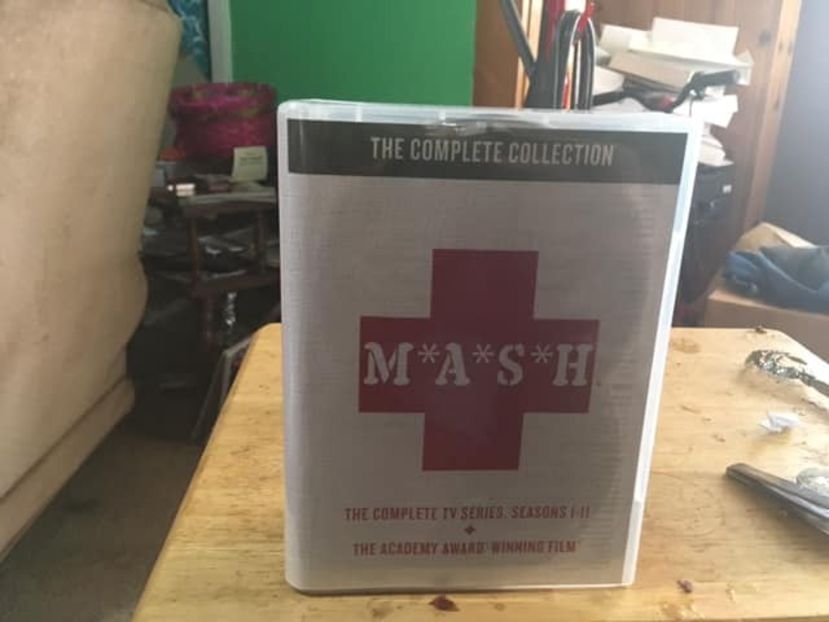 THE COMPLETE COLLECTION
M*A*S*H
THE COMPLETE TV SERIES, SEASONS 1-11
+
THE ACADEMY AWARD-WINNING FILM